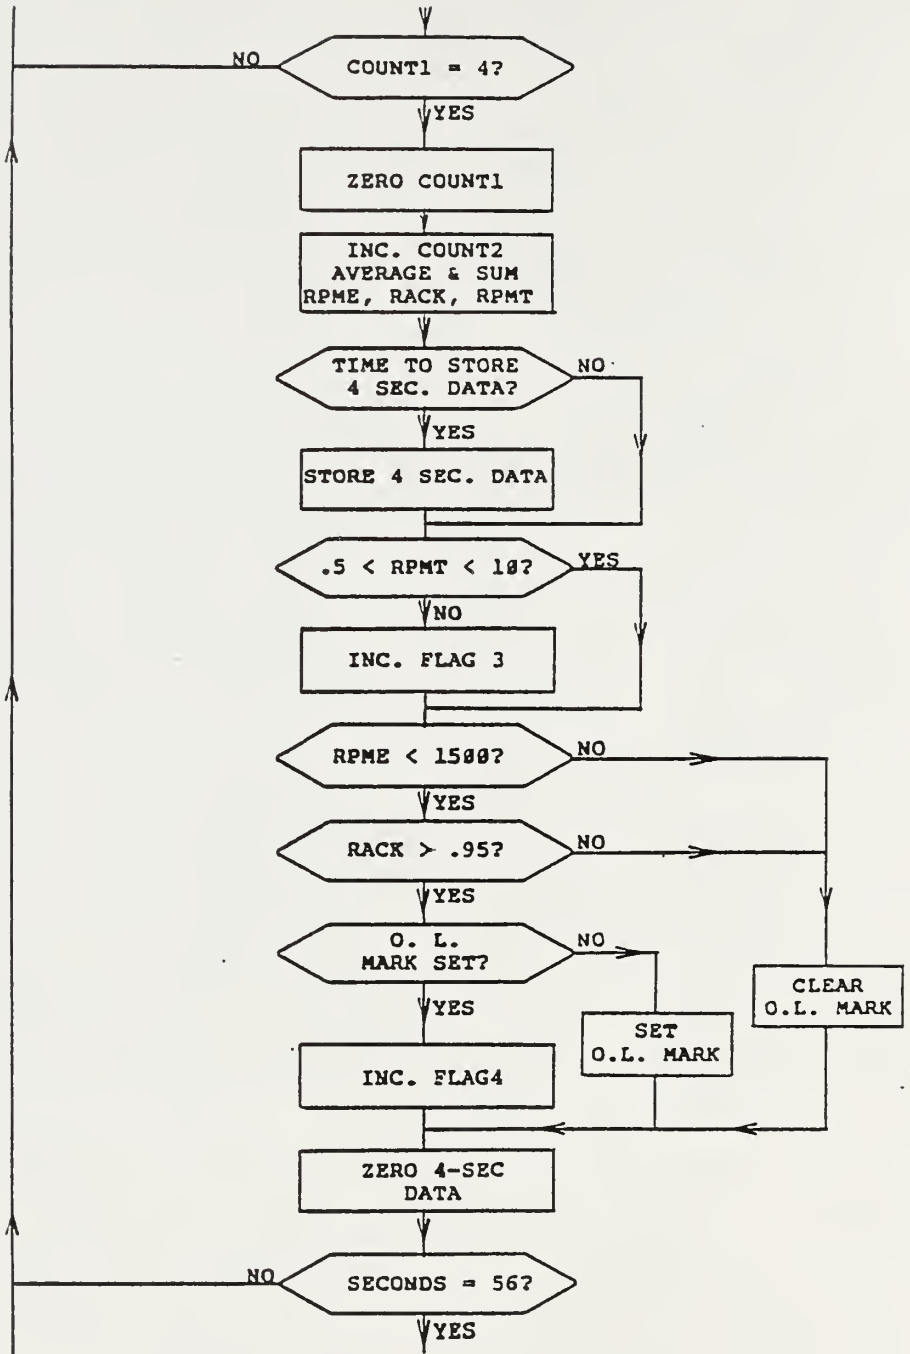 NO
COUNT1 = 4?
YES
ZERO COUNT1
INC. COUNT2
AVERAGE & SUM
RPME, RACK, RPMT
TIME TO STORE
4 SEC. DATA?
NO
YES
STORE 4 SEC. DATA
.5 < RPMT < 10?
YES
NO
INC. FLAG 3
RPME < 1500?
NO
YES
RACK > .95?
NO
YES
O. L.
MARK SET?
NO
YES
CLEAR
O.L. MARK
SET
O.L. MARK
INC. FLAG4
ZERO 4-SEC
DATA
NO
SECONDS = 56?
YES